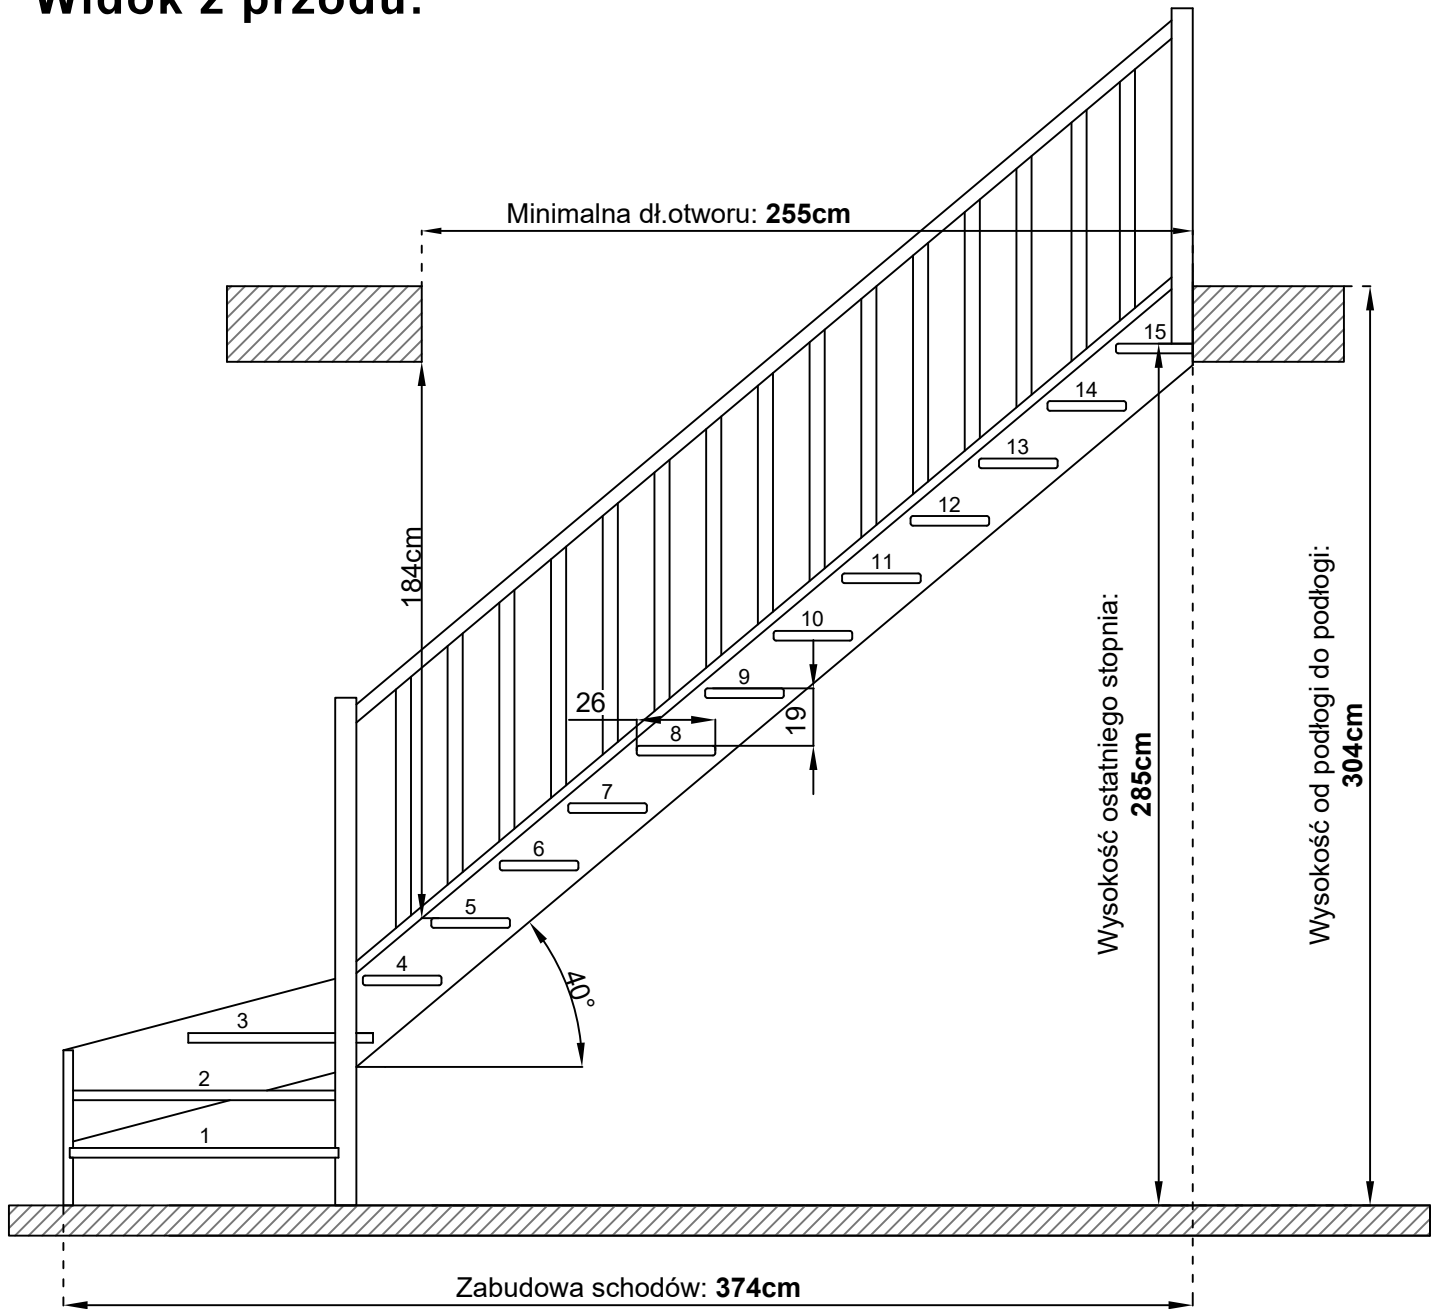 Widok z przodu:
Minimalna dł.otworu: 255cm
15
14
13
12
11
10
9
8
7
6
5
4
3
2
1
184cm
26
19
40°
Wysokość ostatniego stopnia:
285cm
Wysokość od podłogi do podłogi:
304cm
Zabudowa schodów: 374cm